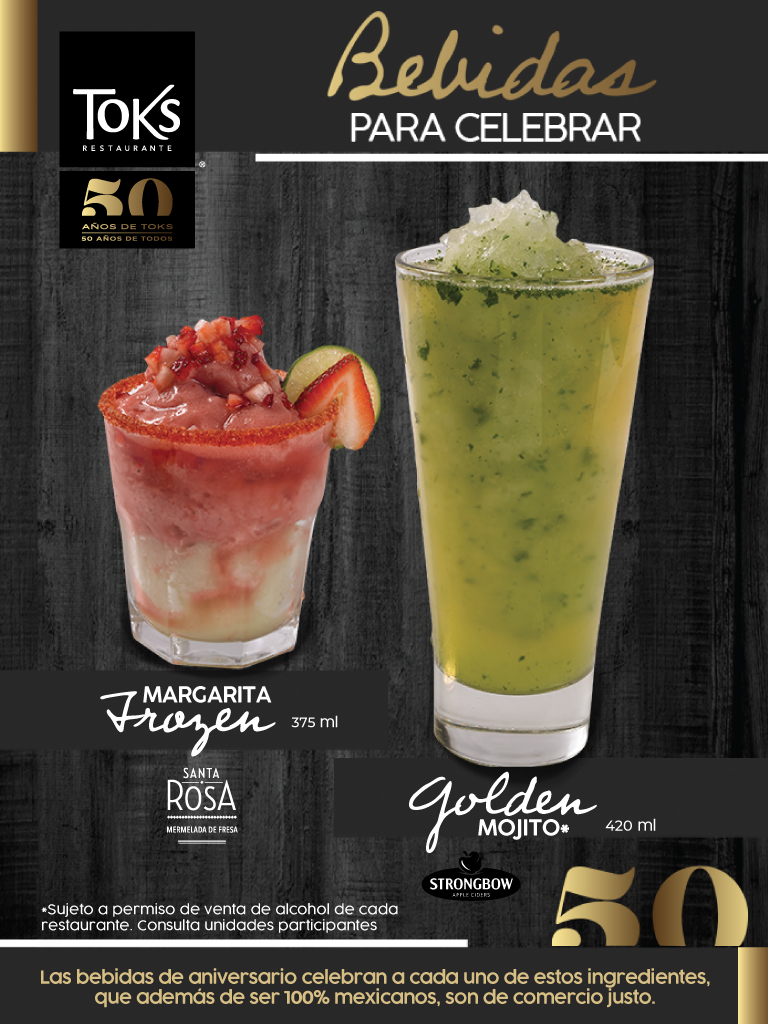 Bebidas
PARA CELEBRAR
TOKS
RESTAURANTE
®
50
AÑOS DE TOKS
50 AÑOS DE TODOS
MARGARITA
Frozen 375 ml
SANTA
ROSA
MERMELADA DE FRESA
Golden
MOJITO* 420 ml
STRONGBOW
APPLE CIDERS
50
*Sujeto a permiso de venta de alcohol de cada
restaurante. Consulta unidades participantes
Las bebidas de aniversario celebran a cada uno de estos ingredientes,
que además de ser 100% mexicanos, son de comercio justo.